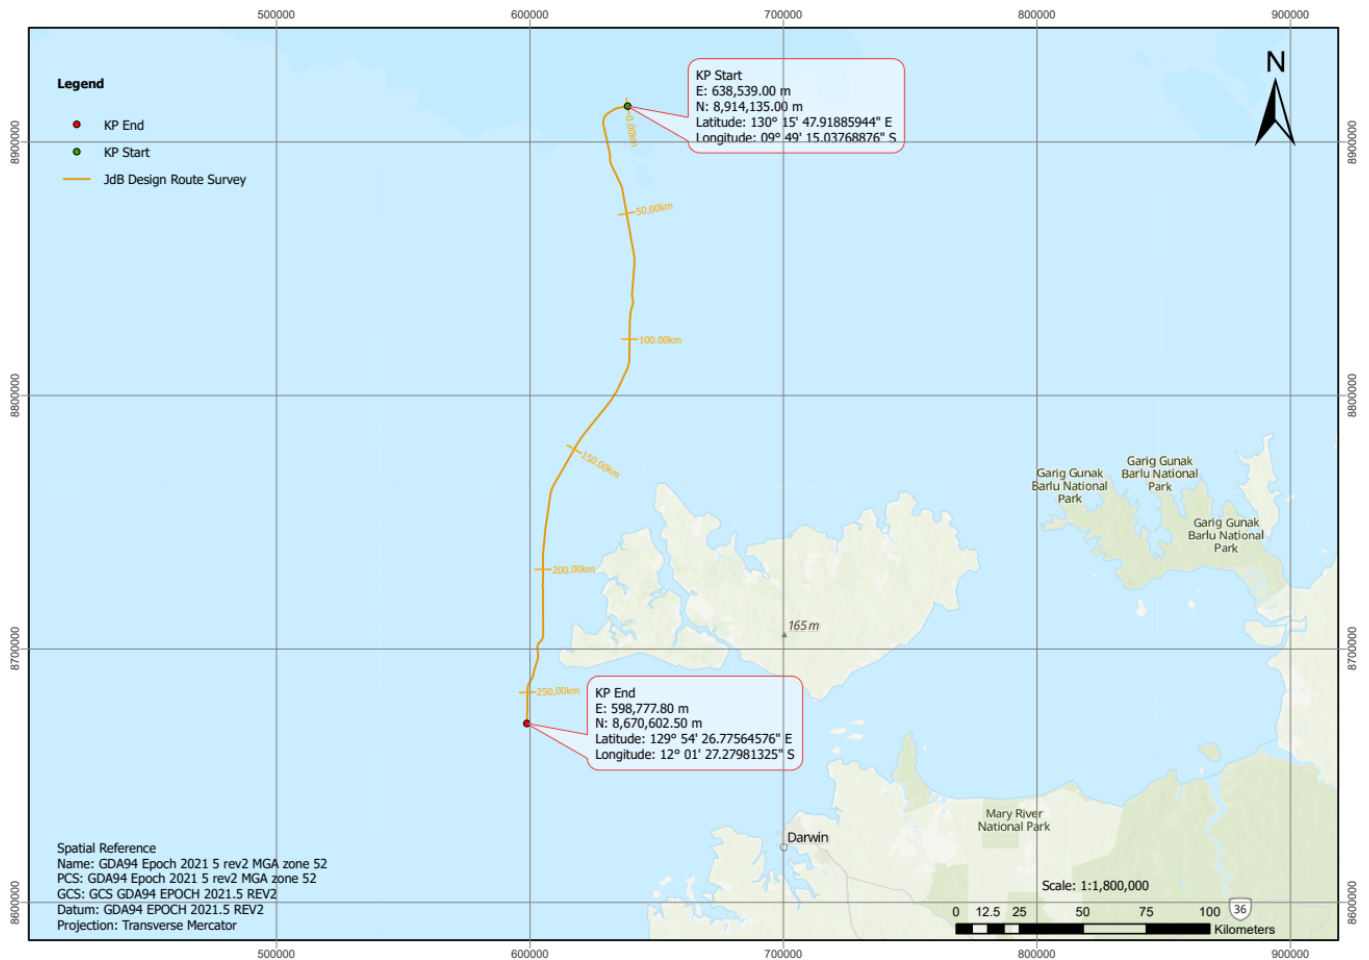 500000
600000
700000
800000
900000
Legend
KP End
KP Start
JdB Design Route Survey
N
KP Start
E: 638,539.00 m
N: 8,914,135.00 m
Latitude: 130° 15' 47.91885944" E
Longitude: 09° 49' 15.03768876" S
0.00km
8900000
8900000
50.00km
100.00km
8800000
8800000
150.00km
Garig Gunak
Barlu National
Park
Garig Gunak
Barlu National
Park
Garig Gunak
Barlu National
Park
200.00km
165 m
8700000
8700000
250.00km
KP End
E: 598,777.80 m
N: 8,670,602.50 m
Latitude: 129° 54' 26.77564576" E
Longitude: 12° 01' 27.27981325" S
Mary River
National Park
Darwin
Spatial Reference
Name: GDA94 Epoch 2021 5 rev2 MGA zone 52
PCS: GDA94 Epoch 2021 5 rev2 MGA zone 52
GCS: GCS GDA94 EPOCH 2021.5 REV2
Datum: GDA94 EPOCH 2021.5 REV2
Projection: Transverse Mercator
Scale: 1:1,800,000
0 12.5 25 50 75 100
Kilometers
36
8600000
8600000
500000
600000
700000
800000
900000